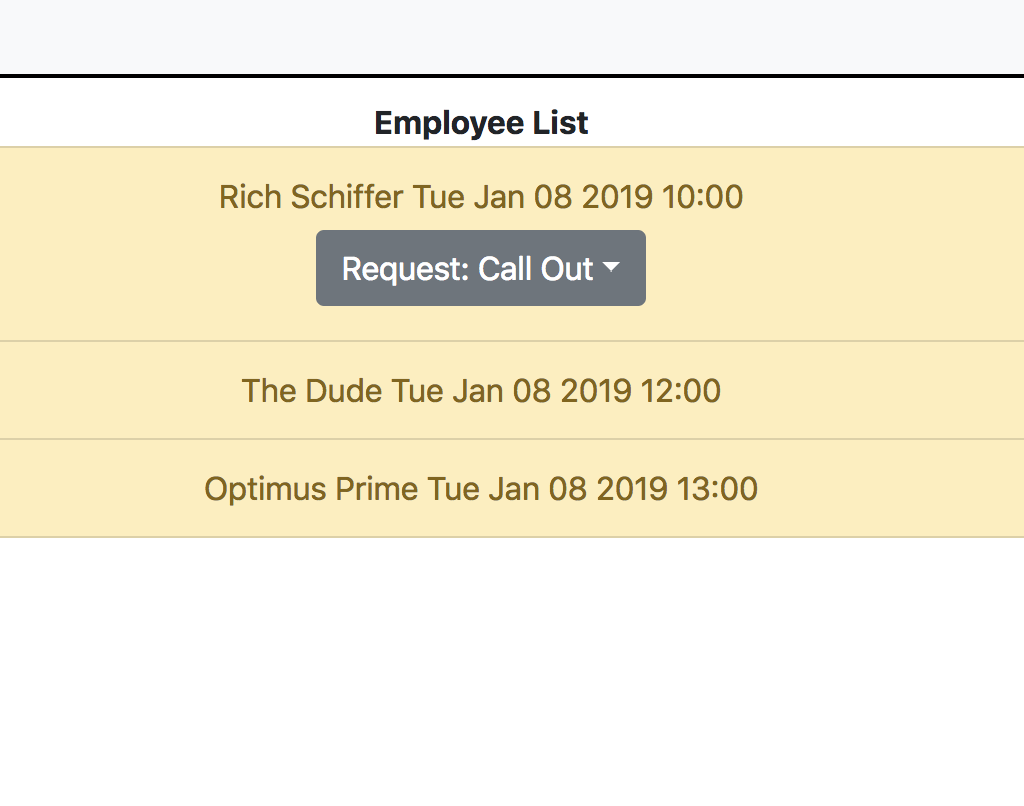 Employee List
Rich Schiffer Tue Jan 08 2019 10:00
Request: Call Out
The Dude Tue Jan 08 2019 12:00
Optimus Prime Tue Jan 08 2019 13:00